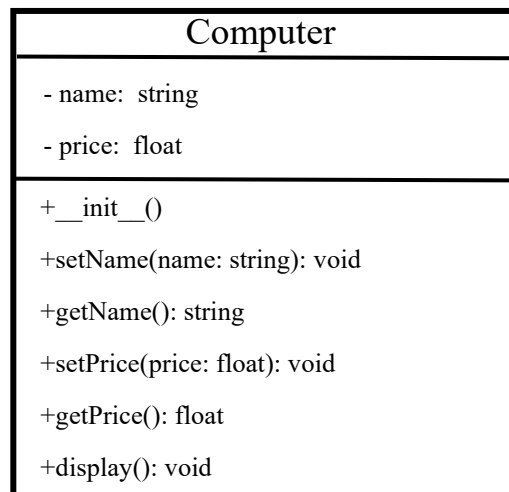 Computer
- name: string
- price: float
+__init__()
+setName(name: string): void
+getName(): string
+setPrice(price: float): void
+getPrice(): float
+display(): void